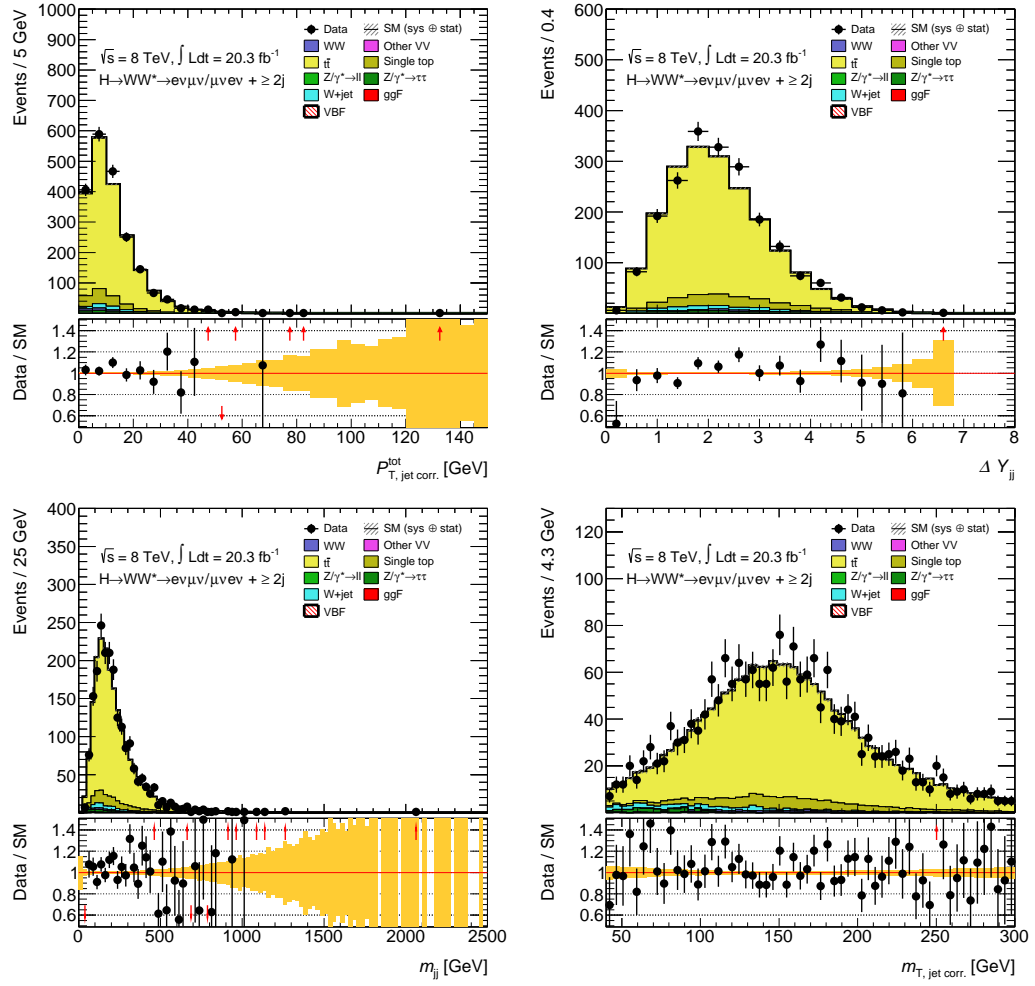 Events / 5 GeV
1000
900
800
700
600
500
400
300
200
100
√s = 8 TeV, ∫ Ldt = 20.3 fb⁻¹
H→WW*→eνμν/μνeν + ≥ 2j
Data SM (sys ⊕ stat)
WW Other VV
tt̄ Single top
Z/γ*→ll Z/γ*→ττ
W+jet ggF
VBF
Data / SM
1.4
1.2
1
0.8
0.6
0 20 40 60 80 100 120 140
P^tot_T, jet corr. [GeV]
Events / 0.4
600
500
400
300
200
100
√s = 8 TeV, ∫ Ldt = 20.3 fb⁻¹
H→WW*→eνμν/μνeν + ≥ 2j
Data SM (sys ⊕ stat)
WW Other VV
tt̄ Single top
Z/γ*→ll Z/γ*→ττ
W+jet ggF
VBF
Data / SM
1.4
1.2
1
0.8
0.6
0 1 2 3 4 5 6 7 8
Δ Y_jj
Events / 25 GeV
400
350
300
250
200
150
100
50
√s = 8 TeV, ∫ Ldt = 20.3 fb⁻¹
H→WW*→eνμν/μνeν + ≥ 2j
Data SM (sys ⊕ stat)
WW Other VV
tt̄ Single top
Z/γ*→ll Z/γ*→ττ
W+jet ggF
VBF
Data / SM
1.4
1.2
1
0.8
0.6
0 500 1000 1500 2000 2500
m_jj [GeV]
Events / 4.3 GeV
120
100
80
60
40
20
√s = 8 TeV, ∫ Ldt = 20.3 fb⁻¹
H→WW*→eνμν/μνeν + ≥ 2j
Data SM (sys ⊕ stat)
WW Other VV
tt̄ Single top
Z/γ*→ll Z/γ*→ττ
W+jet ggF
VBF
Data / SM
1.4
1.2
1
0.8
0.6
50 100 150 200 250 300
m_T, jet corr. [GeV]